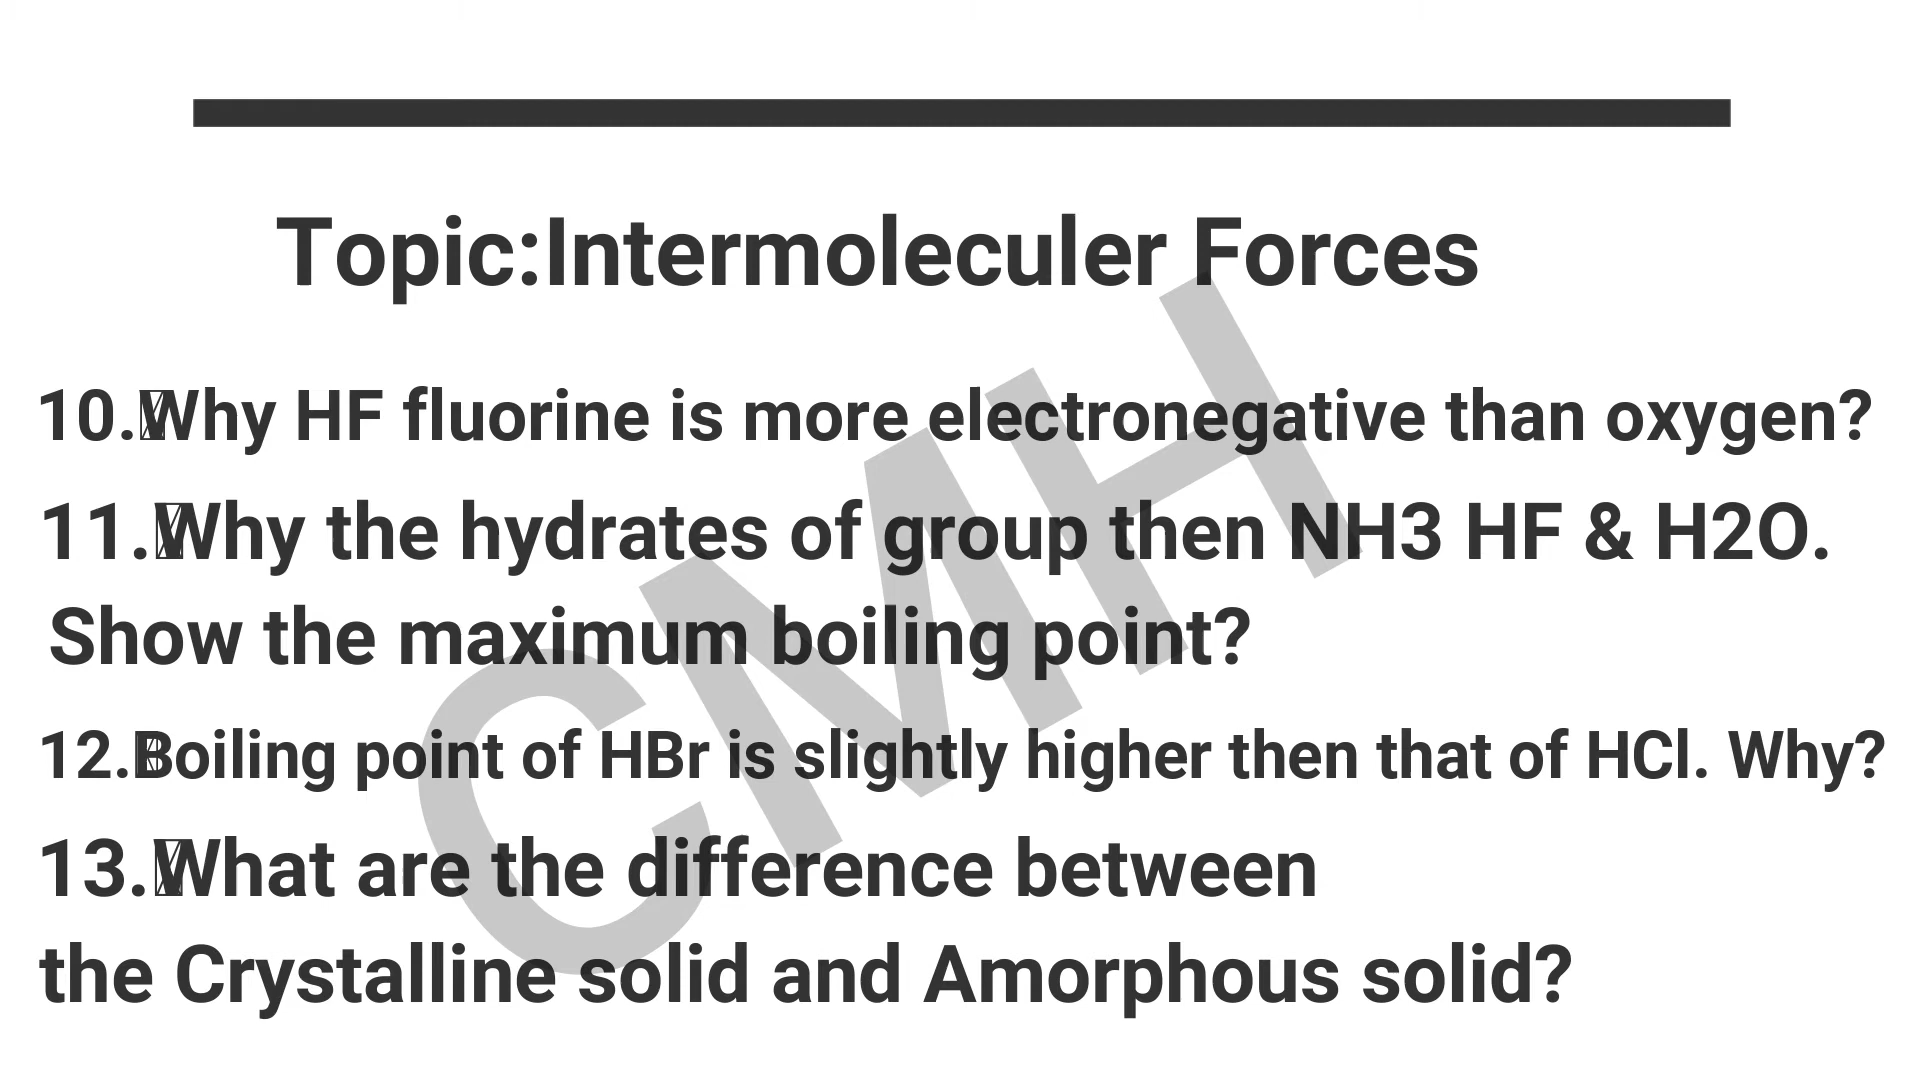 Topic:Intermoleculer Forces
10.Why HF fluorine is more electronegative than oxygen?
11.Why the hydrates of group then NH3 HF & H2O.
Show the maximum boiling point?
12.Boiling point of HBr is slightly higher then that of HCl. Why?
13.What are the difference between
the Crystalline solid and Amorphous solid?
CMH